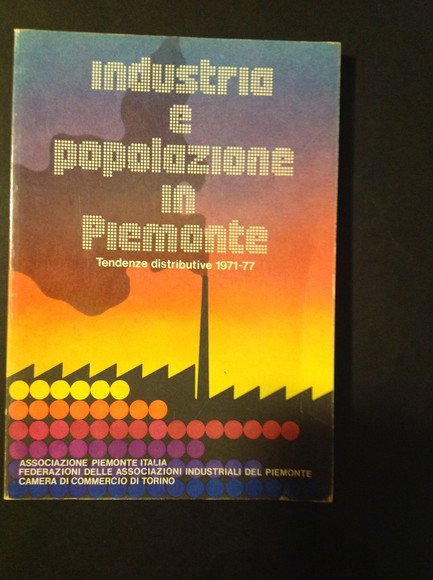 Industria
e
popolazione
in
Piemonte
Tendenze distributive 1971-77
ASSOCIAZIONE PIEMONTE ITALIA
FEDERAZIONI DELLE ASSOCIAZIONI INDUSTRIALI DEL PIEMONTE
CAMERA DI COMMERCIO DI TORINO